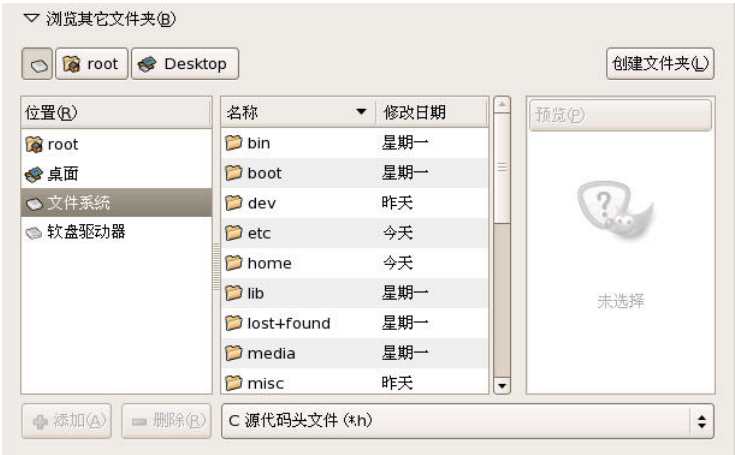 浏览其它文件夹(B)
root
Desktop
创建文件夹(L)
位置(R)
root
桌面
文件系统
软盘驱动器
名称 修改日期
bin 星期一
boot 星期一
dev 昨天
etc 今天
home 今天
lib 星期一
lost+found 星期一
media 星期一
misc 昨天
预览(P)
未选择
添加(A)
删除(R)
C 源代码头文件 (*.h)